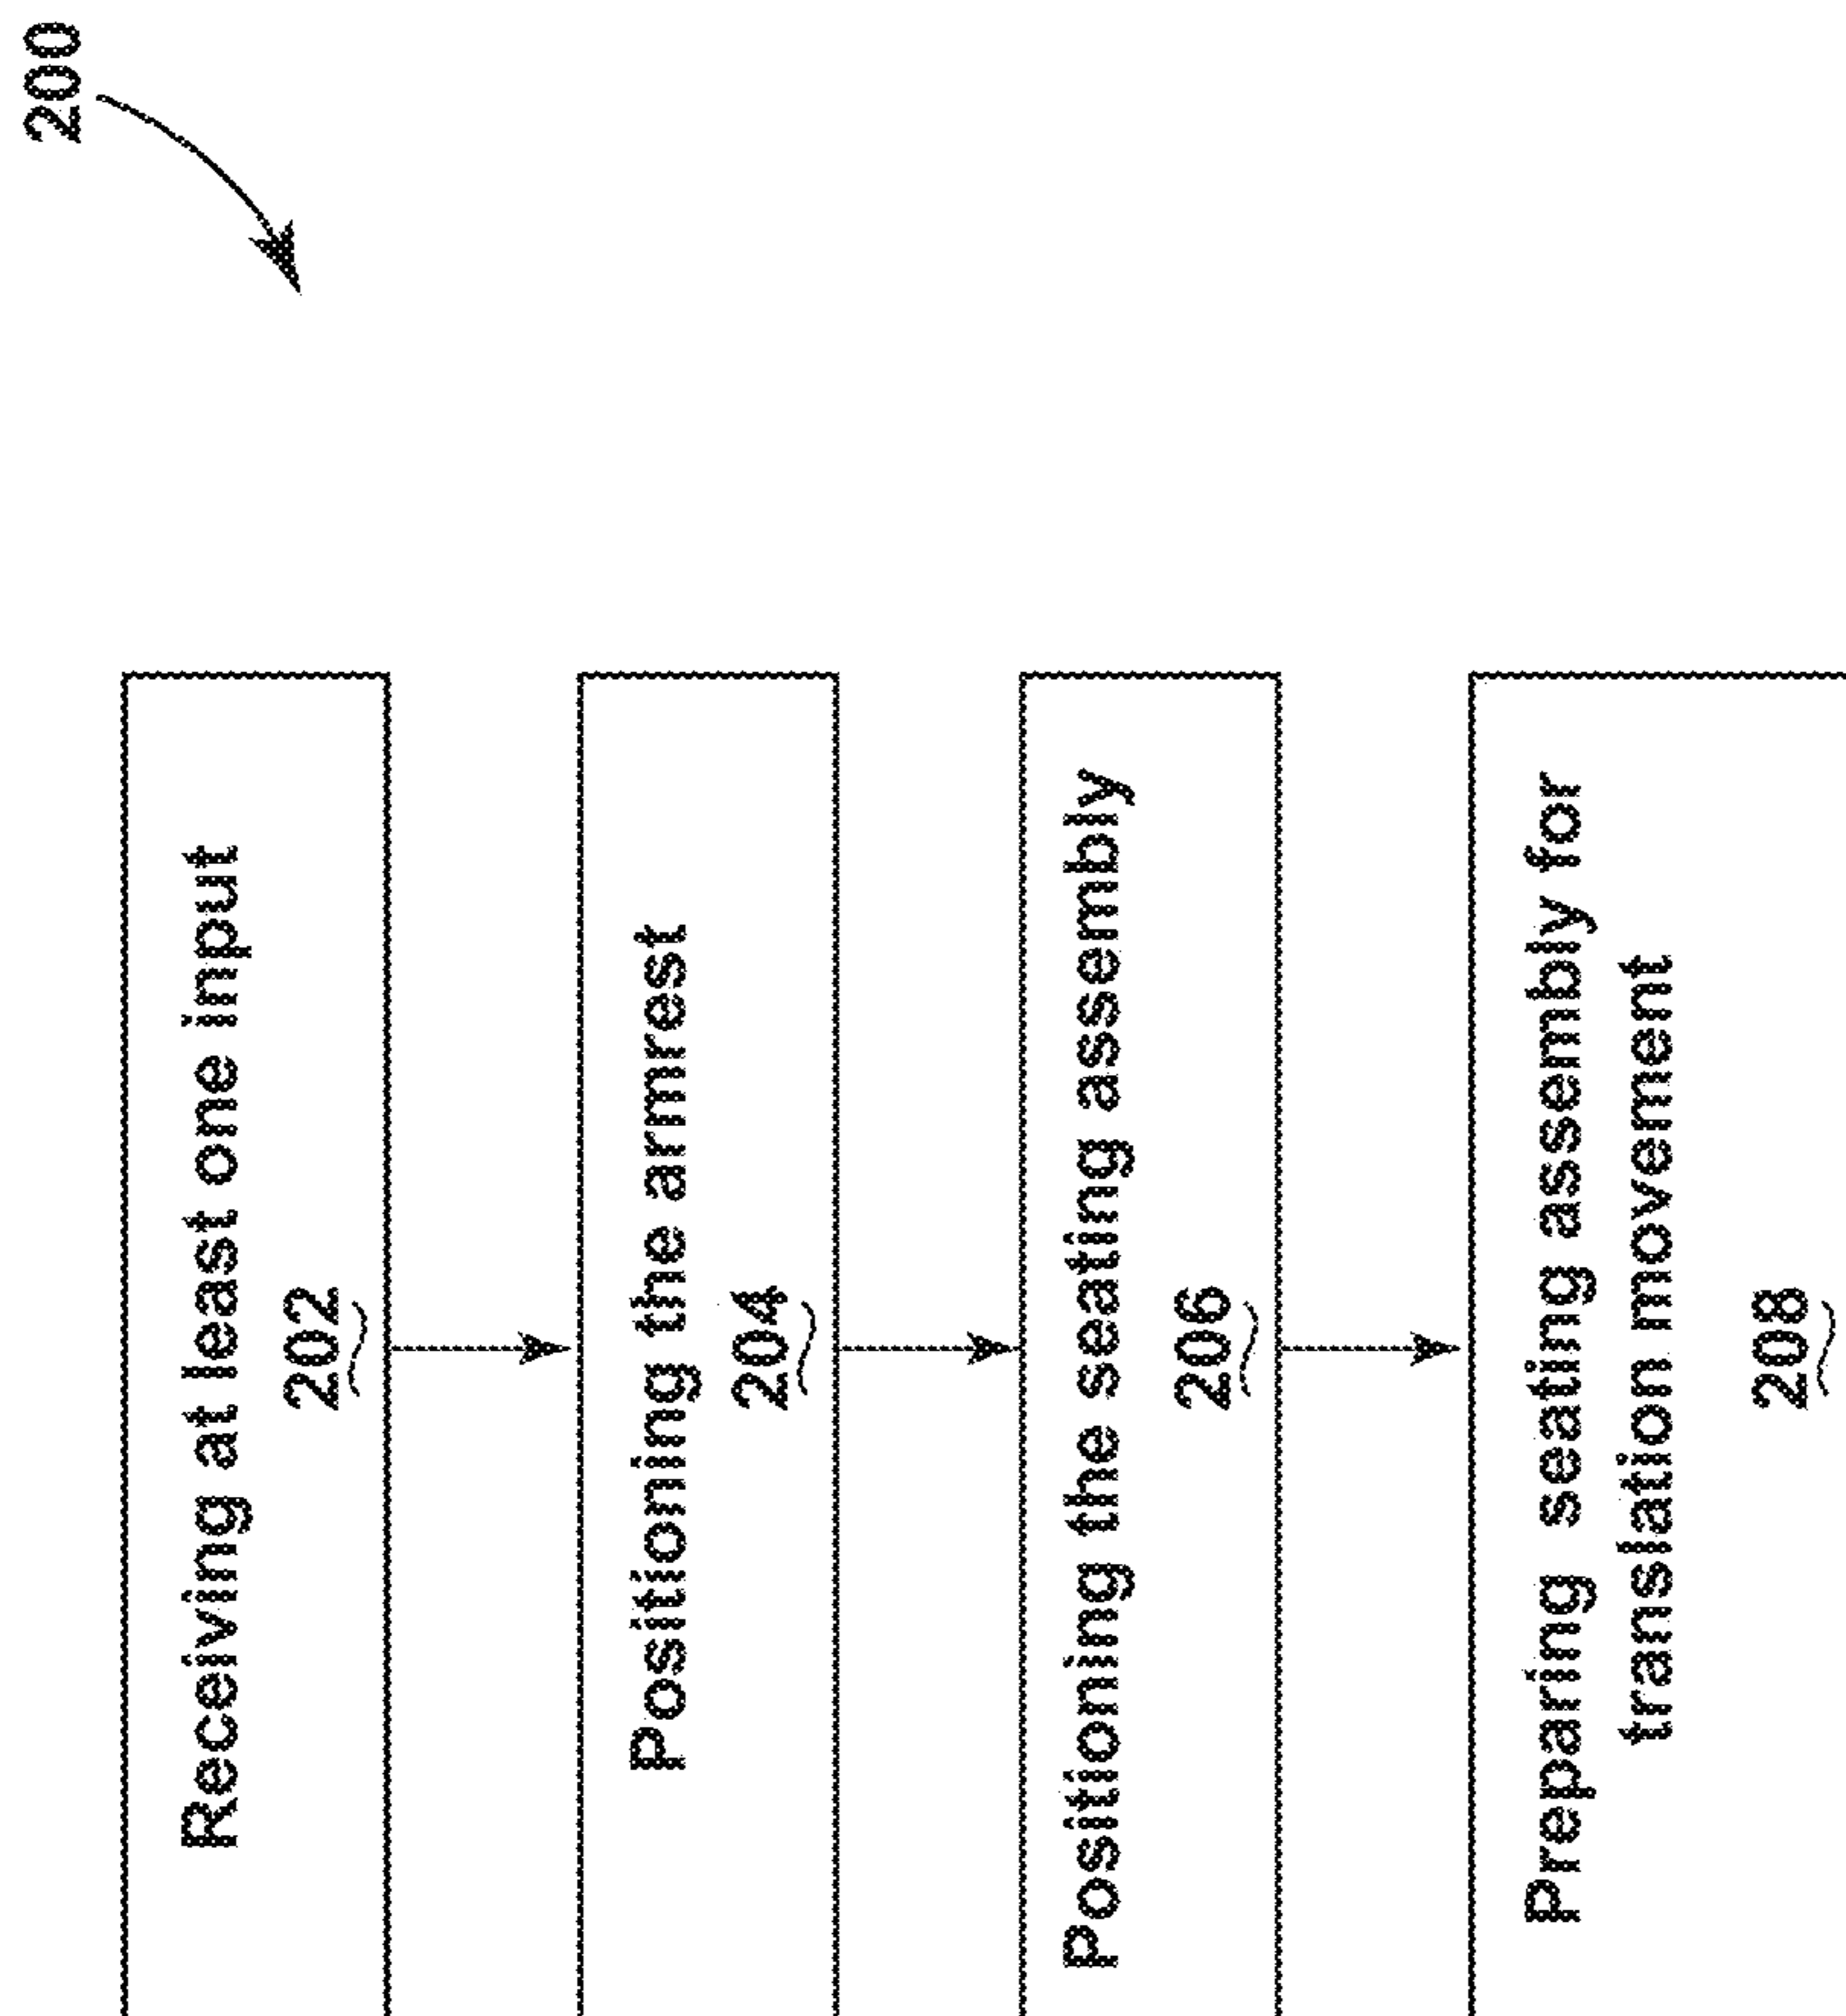 200
Receiving at least one input
202
Positioning the armrest
204
Positioning the seating assembly
206
Preparing seating assembly for
translation movement
208